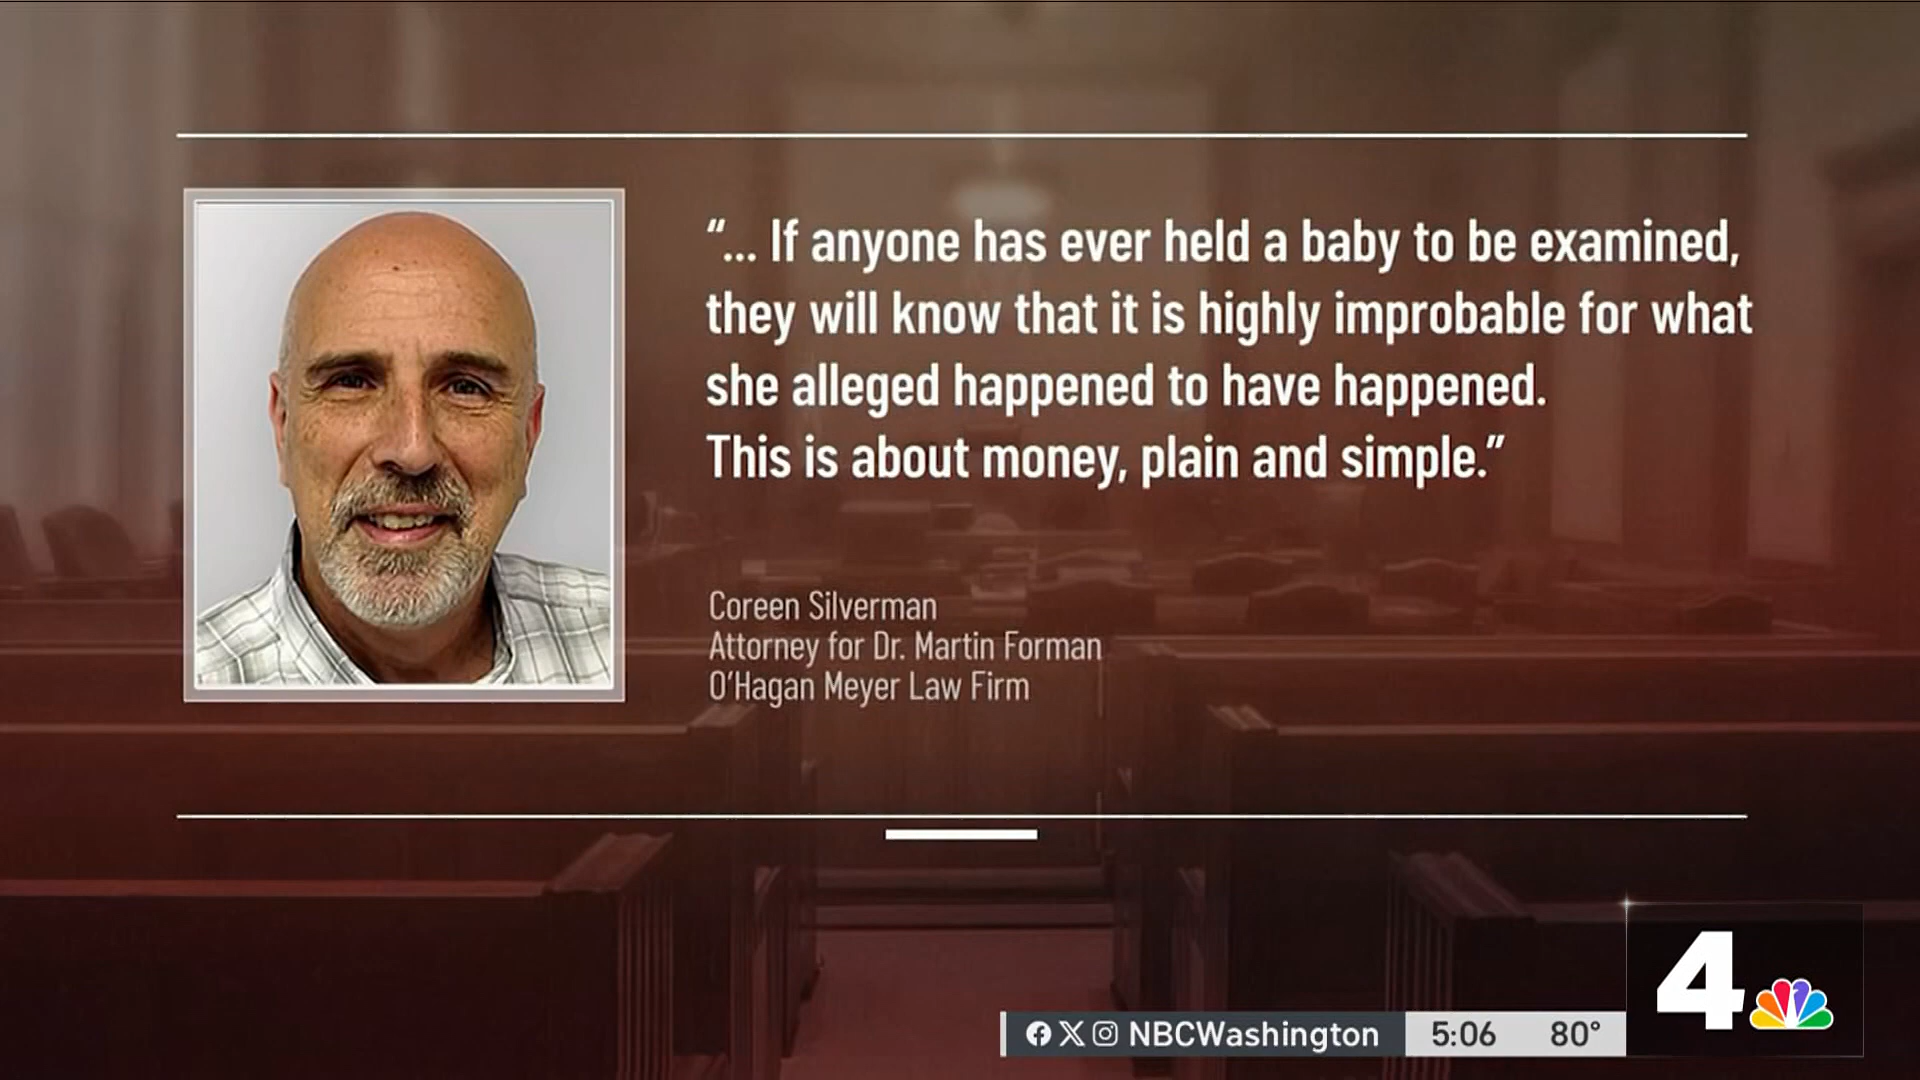 “... If anyone has ever held a baby to be examined,
they will know that it is highly improbable for what
she alleged happened to have happened.
This is about money, plain and simple.”
Coreen Silverman
Attorney for Dr. Martin Forman
O’Hagan Meyer Law Firm
4
NBCWashington 5:06 80°